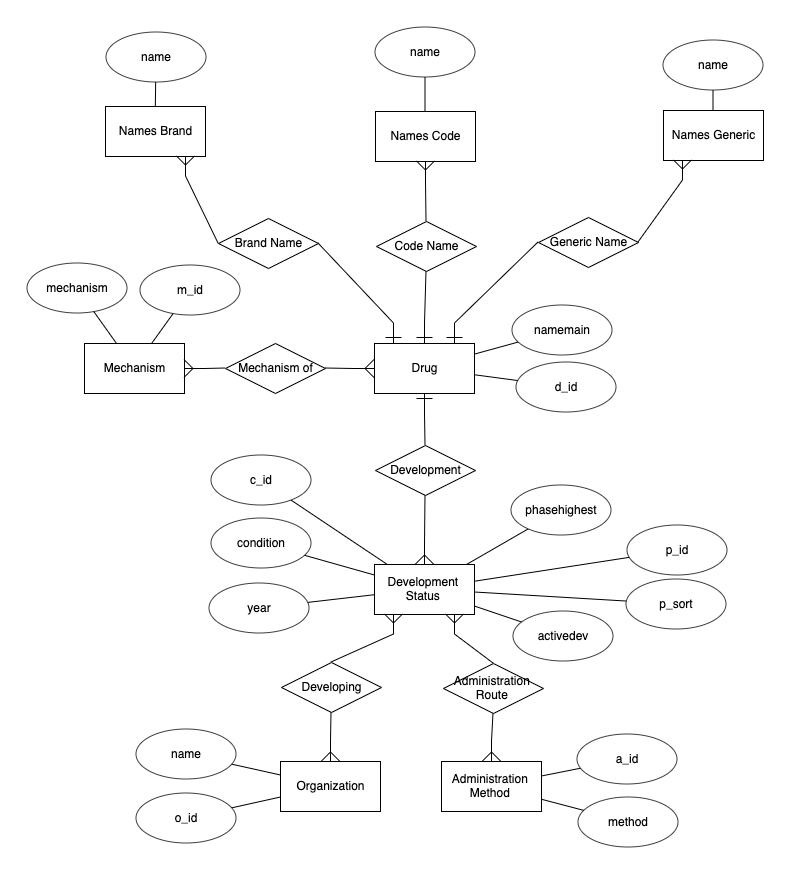 name
name
name
Names Brand
Names Code
Names Generic
Brand Name
Code Name
Generic Name
mechanism
m_id
namemain
Mechanism
Mechanism of
Drug
d_id
c_id
Development
phasehighest
condition
p_id
Development
Status
year
p_sort
activedev
Developing
Administration
Route
name
a_id
Organization
Administration
Method
o_id
method